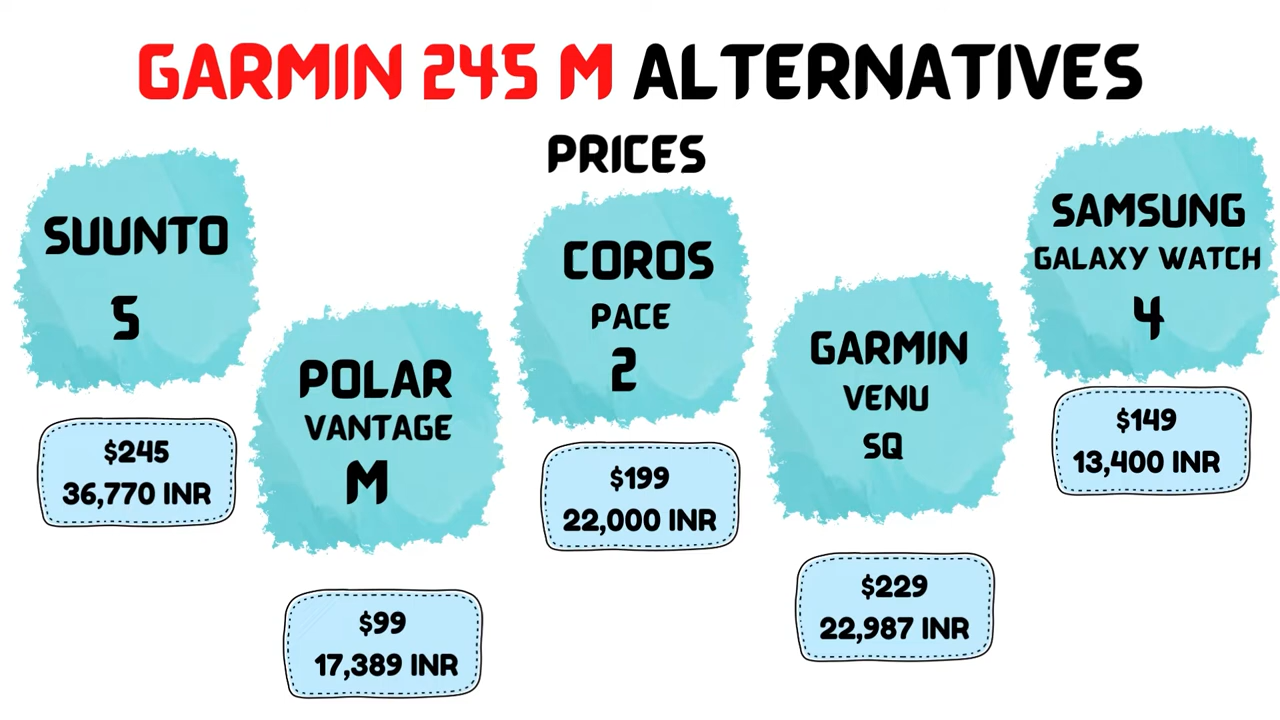 GARMIN 245 M ALTERNATIVES
PRICES
SUUNTO
5
$245
36,770 INR
POLAR
VANTAGE
M
$99
17,389 INR
COROS
PACE
2
$199
22,000 INR
GARMIN
VENU
SQ
$229
22,987 INR
SAMSUNG
GALAXY WATCH
4
$149
13,400 INR